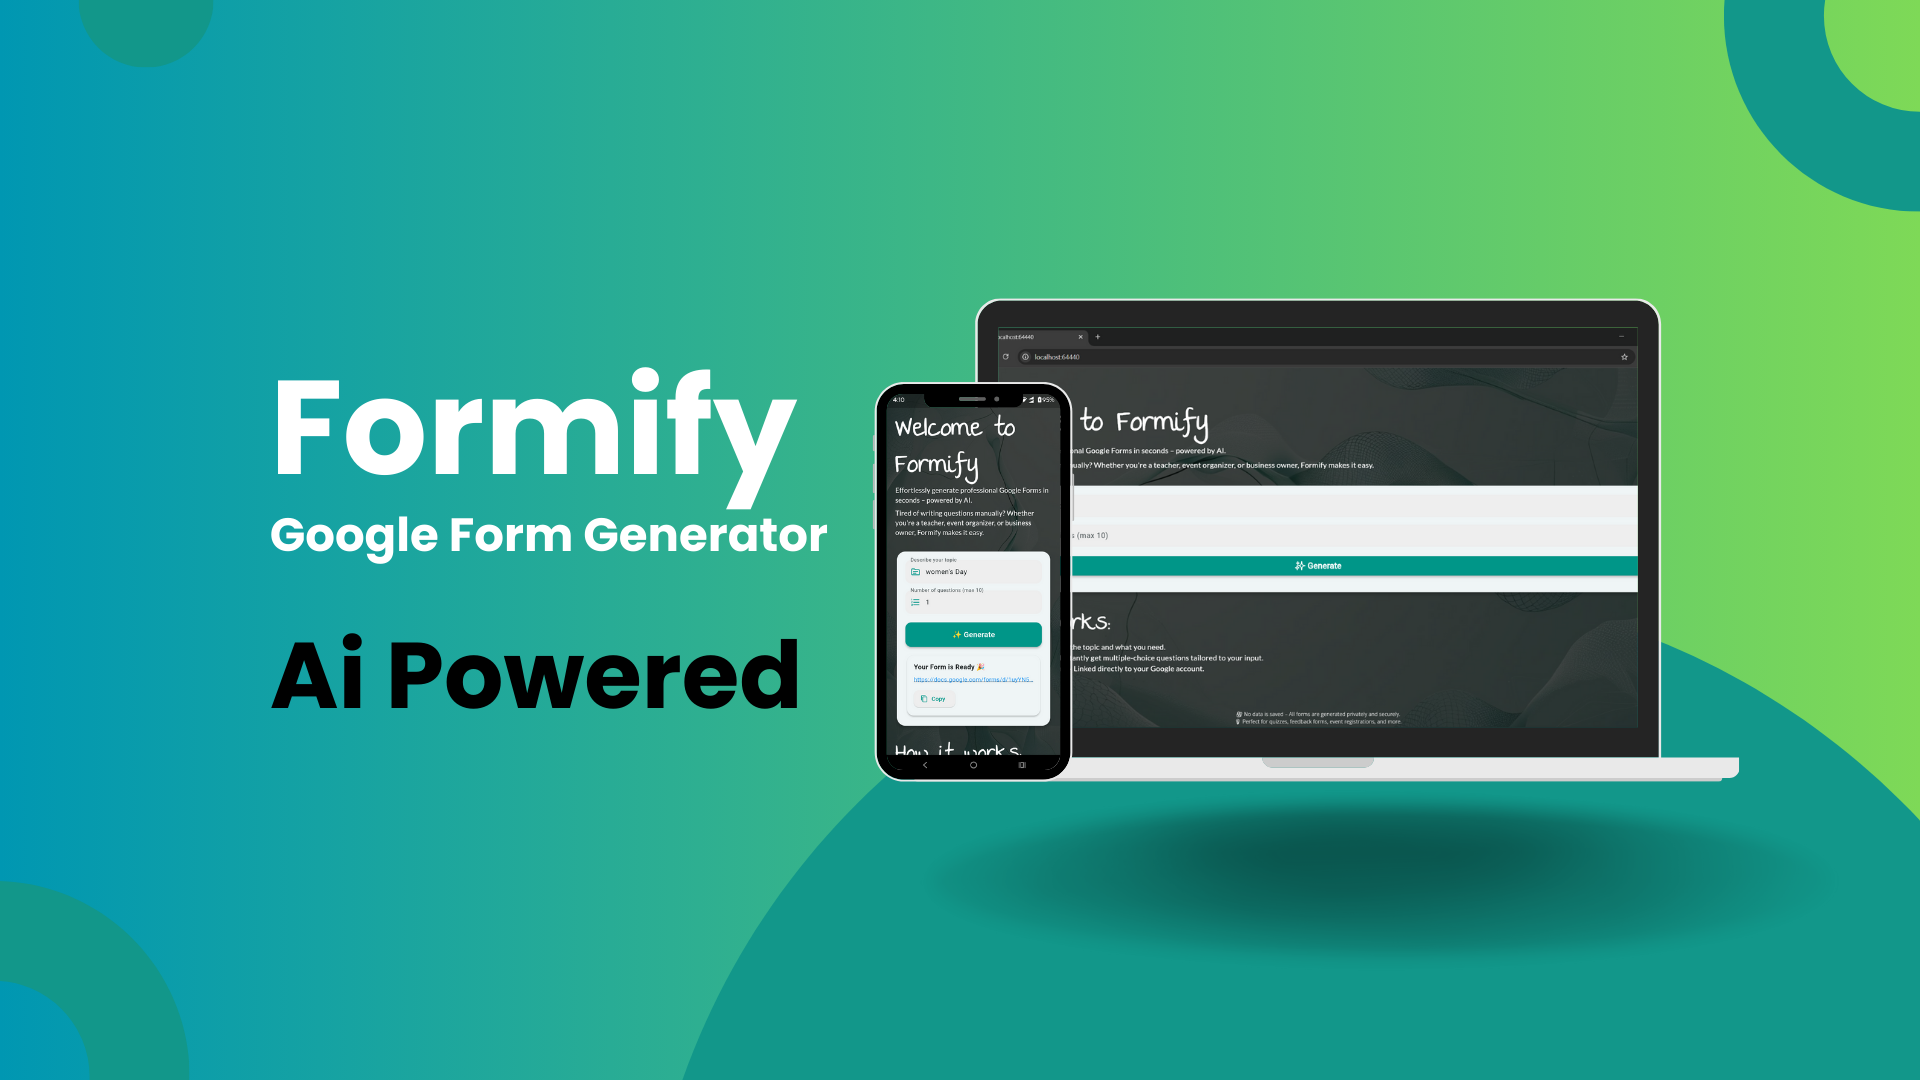 Formify
Google Form Generator
Ai Powered
4:10
95%
Welcome to
Formify
Effortlessly generate professional Google Forms in
seconds – powered by AI.
Tired of writing questions manually? Whether
you're a teacher, event organizer, or business
owner, Formify makes it easy.
Describe your topic
women's Day
Number of questions (max 10)
1
✨ Generate
Your Form is Ready 🎉
https://docs.google.com/forms/d/1uyYN5...
Copy
How it works:
localhost:64440
localhost:64440
to Formify
nal Google Forms in seconds – powered by AI.
ually? Whether you're a teacher, event organizer, or business owner, Formify makes it easy.
s (max 10)
Generate
rks:
he topic and what you need.
antly get multiple-choice questions tailored to your input.
Linked directly to your Google account.
No data is saved – All forms are generated privately and securely.
Perfect for quizzes, feedback forms, event registrations, and more.